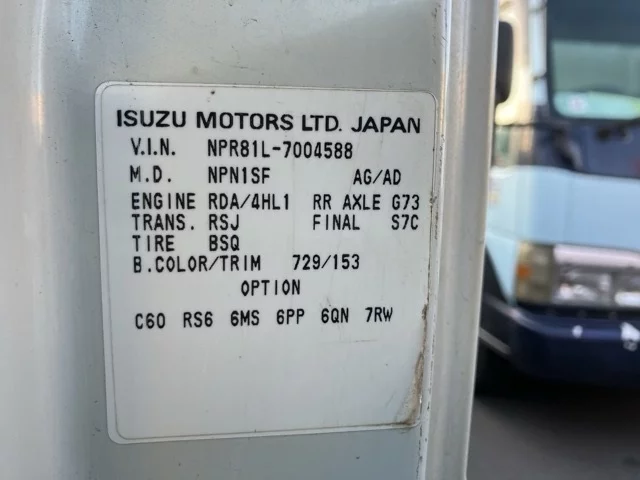 ISUZU MOTORS LTD. JAPAN
V.I.N. NPR81L-7004588
M.D. NPN1SF AG/AD
ENGINE RDA/4HL1 RR AXLE G73
TRANS. RSJ FINAL S7C
TIRE BSQ
B.COLOR/TRIM 729/153
OPTION
C60 RS6 6MS 6PP 6QN 7RW